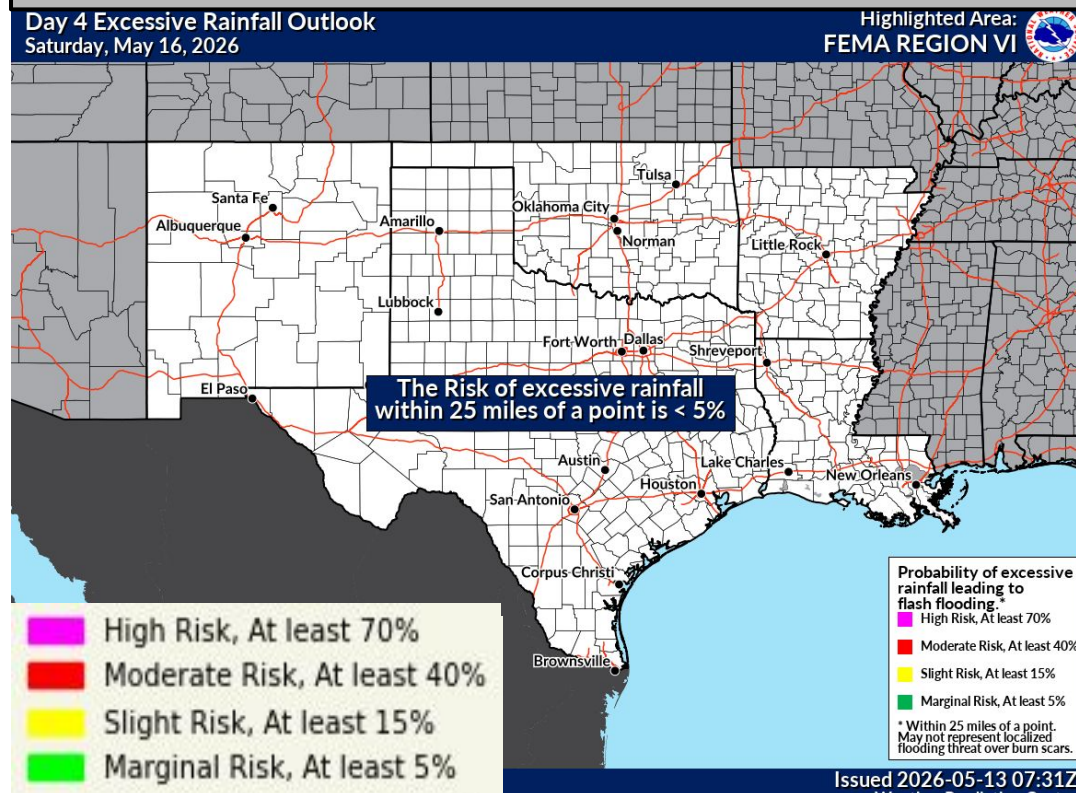 Day 4 Excessive Rainfall Outlook
Saturday, May 16, 2026
Highlighted Area:
FEMA REGION VI
Santa Fe
Albuquerque
Amarillo
Lubbock
Tulsa
Oklahoma City
Norman
Little Rock
Fort Worth
Dallas
Shreveport
El Paso
The Risk of excessive rainfall
within 25 miles of a point is < 5%
Austin
San Antonio
Houston
Lake Charles
New Orleans
Corpus Christi
Brownsville
High Risk, At least 70%
Moderate Risk, At least 40%
Slight Risk, At least 15%
Marginal Risk, At least 5%
Probability of excessive
rainfall leading to
flash flooding.*
High Risk, At least 70%
Moderate Risk, At least 40%
Slight Risk, At least 15%
Marginal Risk, At least 5%
* Within 25 miles of a point.
May not represent localized
flooding threat over burn scars.
Issued 2026-05-13 07:31Z